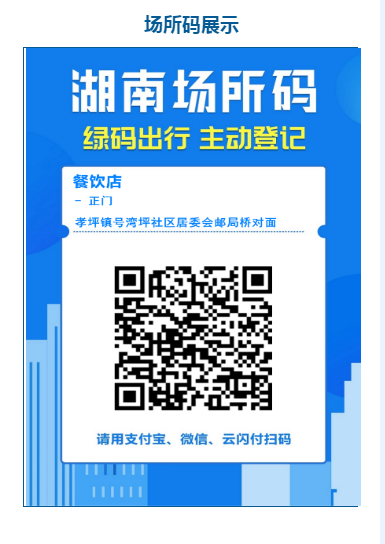 场所码展示
湖南场所码
绿码出行 主动登记
餐饮店
- 正门
孝坪镇号湾坪社区居委会邮局桥对面
请用支付宝、微信、云闪付扫码